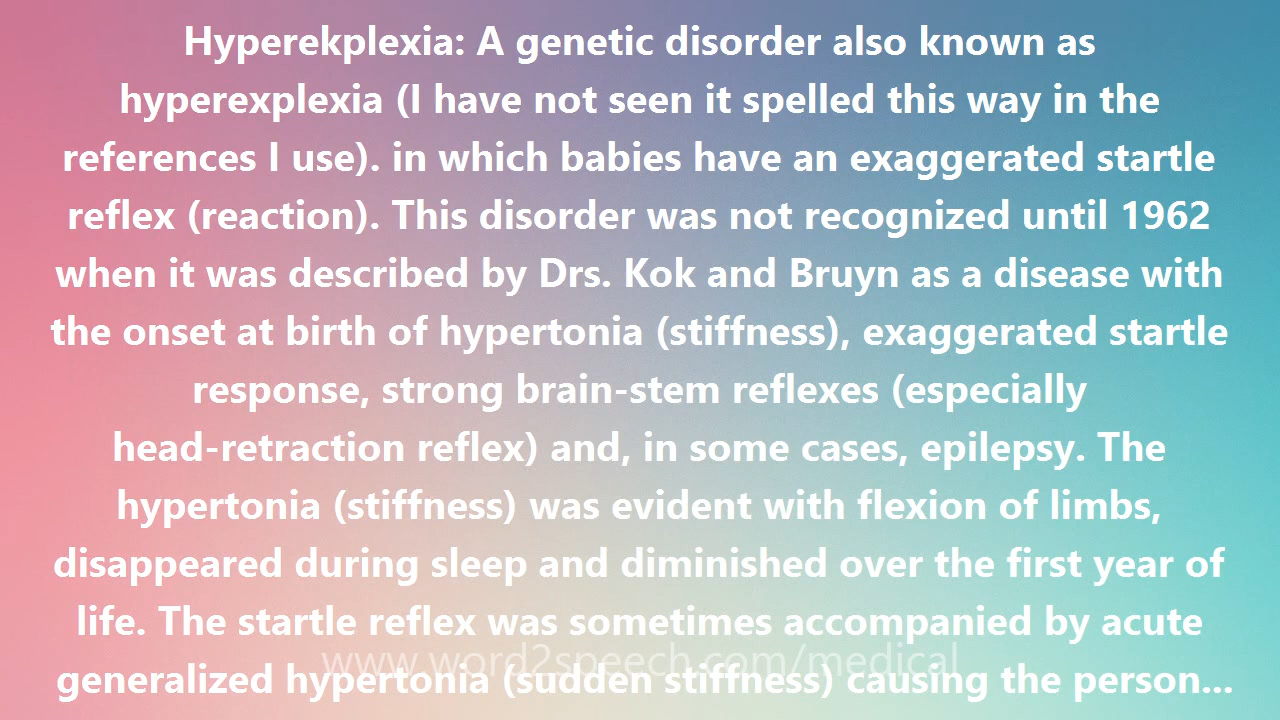 Hyperekplexia: A genetic disorder also known as
hyperexplexia (I have not seen it spelled this way in the
references I use). in which babies have an exaggerated startle
reflex (reaction). This disorder was not recognized until 1962
when it was described by Drs. Kok and Bruyn as a disease with
the onset at birth of hypertonia (stiffness), exaggerated startle
response, strong brain-stem reflexes (especially
head-retraction reflex) and, in some cases, epilepsy. The
hypertonia (stiffness) was evident with flexion of limbs,
disappeared during sleep and diminished over the first year of
life. The startle reflex was sometimes accompanied by acute
www.word2speech.com/medical
generalized hypertonia (sudden stiffness) causing the person...